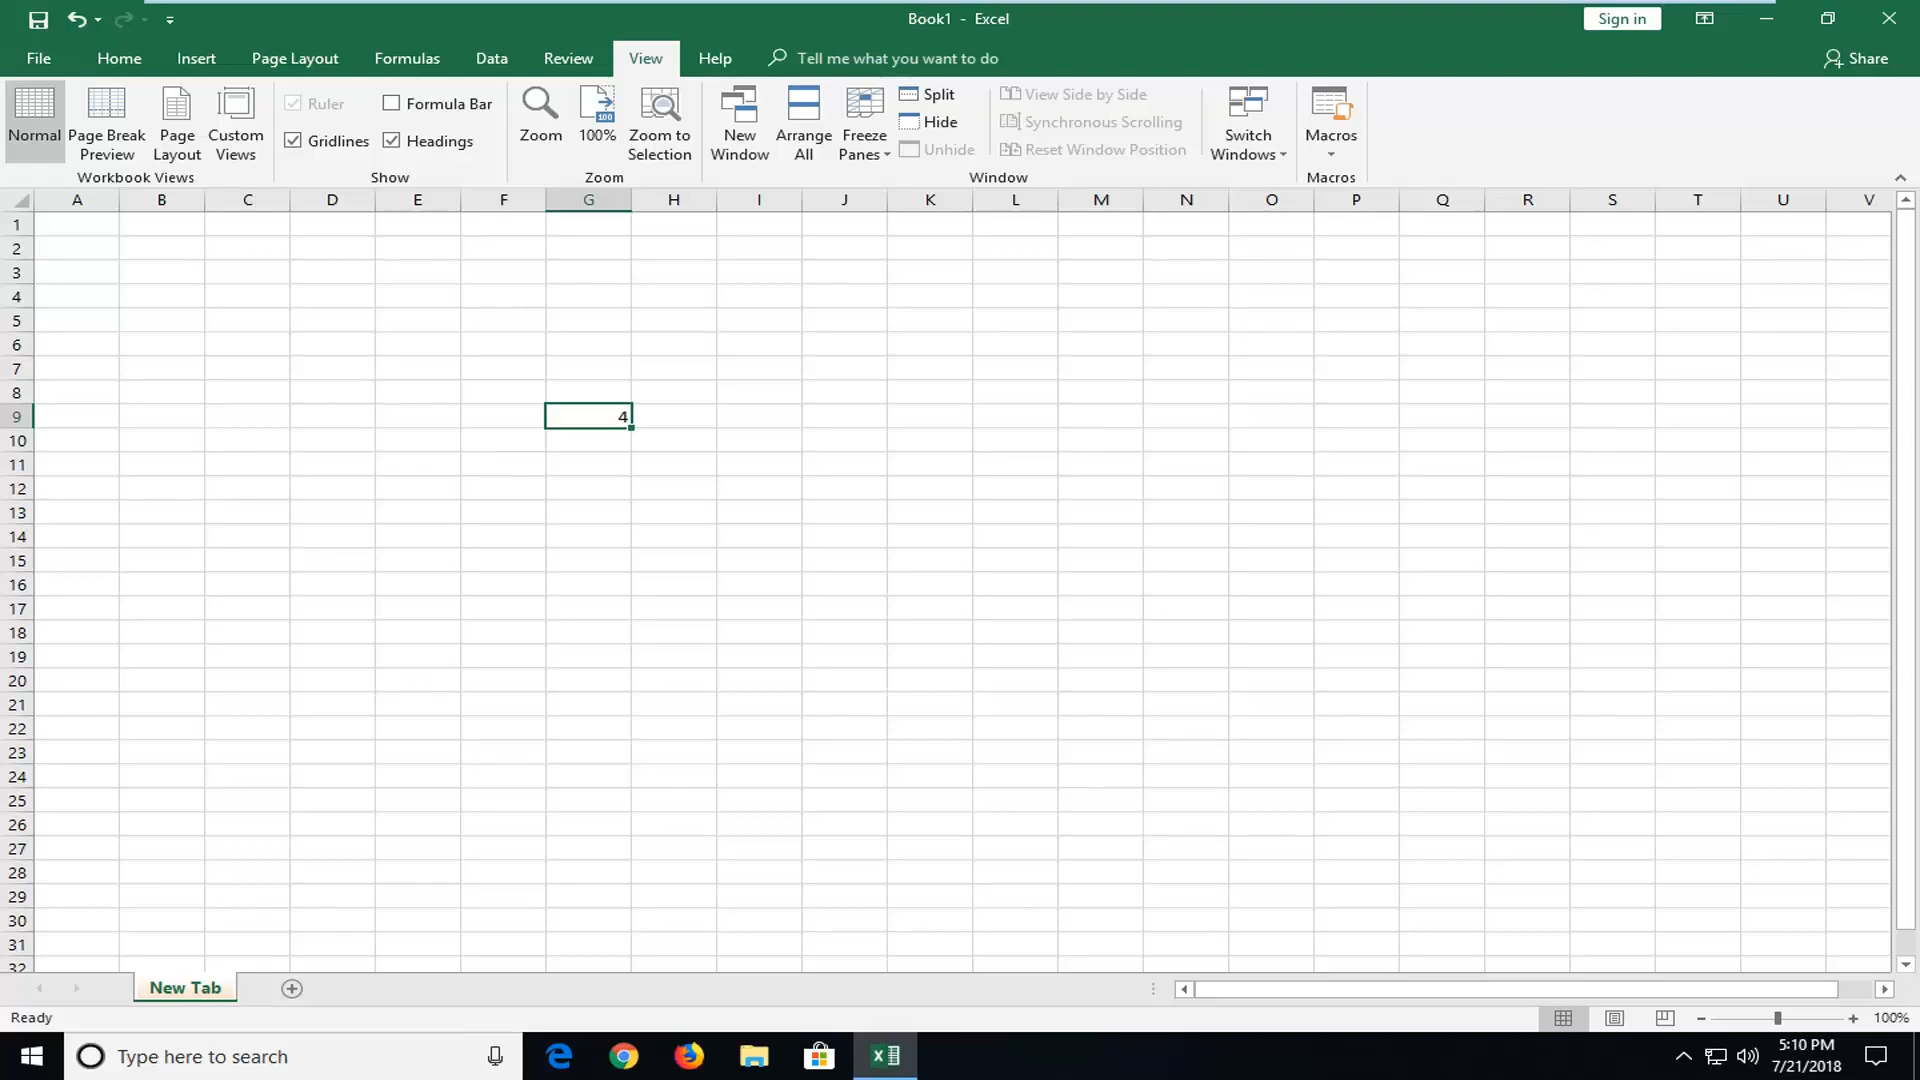 Book1 - Excel
Sign in
File Home Insert Page Layout Formulas Data Review View Help Tell me what you want to do Share
Normal
Page Break Preview
Page Layout
Custom Views
Workbook Views
Ruler
Formula Bar
Gridlines
Headings
Show
Zoom
100
100%
Zoom to Selection
Zoom
New Window
Arrange All
Freeze Panes
Split
Hide
Unhide
View Side by Side
Synchronous Scrolling
Reset Window Position
Window
Switch Windows
Macros
Macros
A B C D E F G H I J K L M N O P Q R S T U V
1
2
3
4
5
6
7
8
9 4
10
11
12
13
14
15
16
17
18
19
20
21
22
23
24
25
26
27
28
29
30
31
32
New Tab
Ready
100%
Type here to search
5:10 PM
7/21/2018